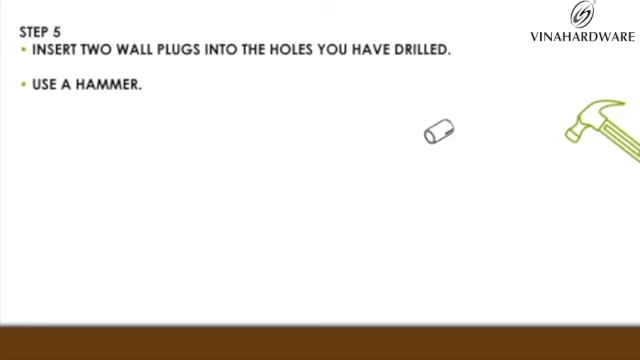 VINAHARDWARE
STEP 5
• INSERT TWO WALL PLUGS INTO THE HOLES YOU HAVE DRILLED.
• USE A HAMMER.